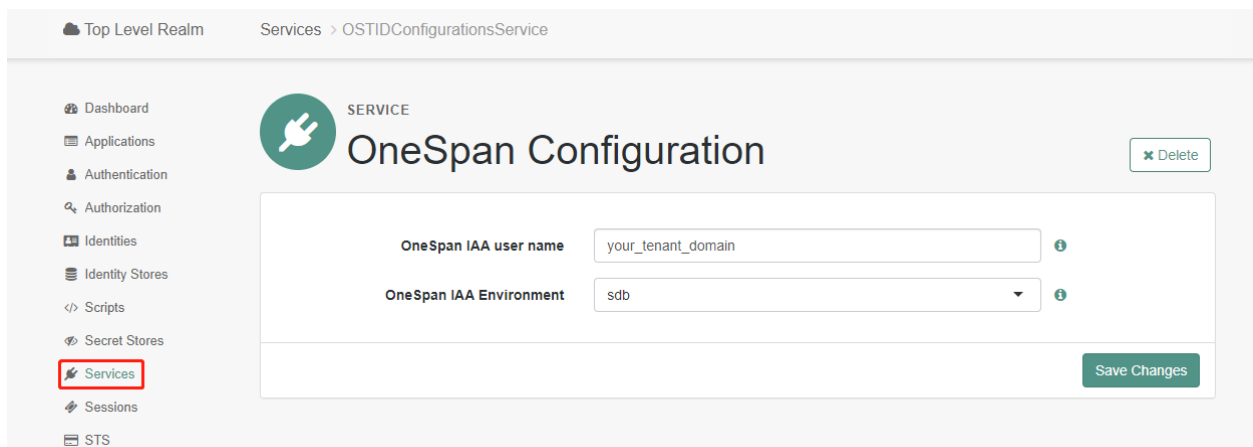 Top Level Realm
Services > OSTIDConfigurationsService
Dashboard
Applications
Authentication
Authorization
Identities
Identity Stores
Scripts
Secret Stores
Services
Sessions
STS
SERVICE
OneSpan Configuration
Delete
OneSpan IAA user name
your_tenant_domain
OneSpan IAA Environment
sdb
Save Changes